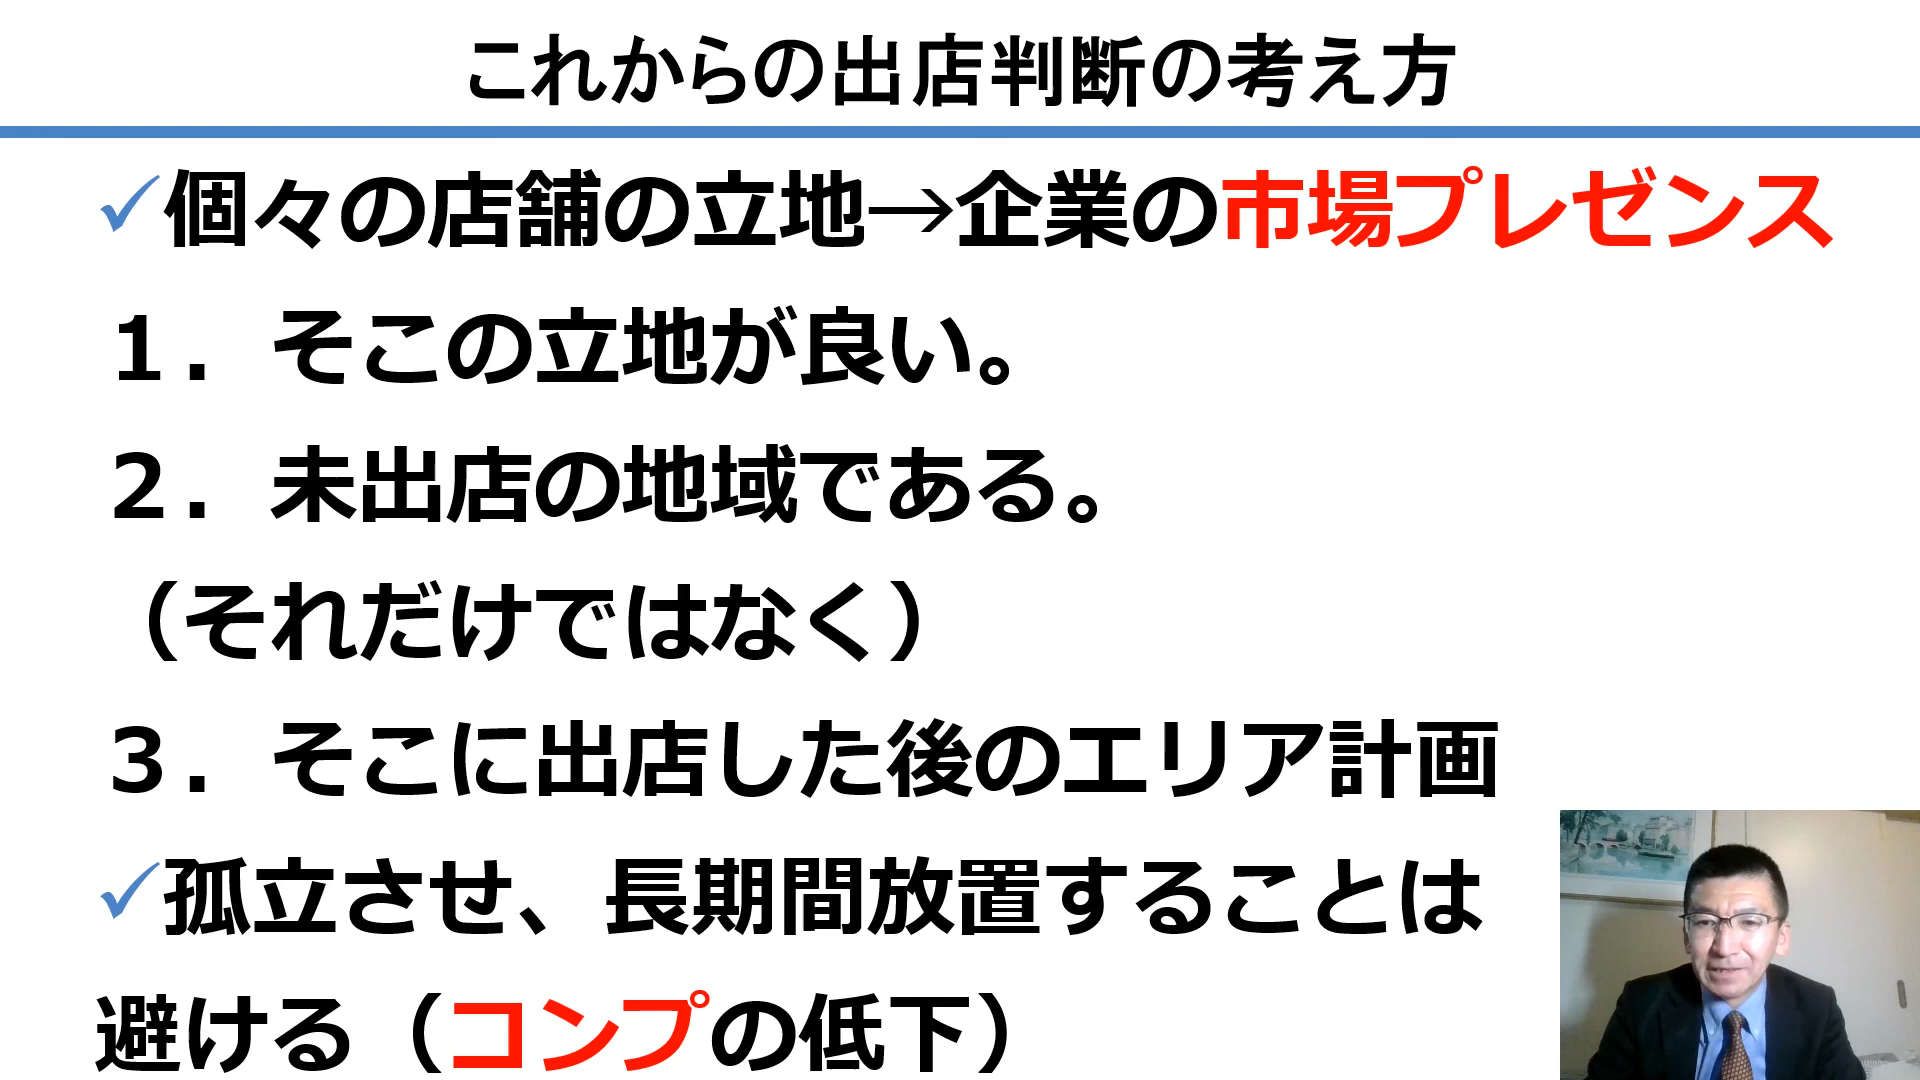 これからの出店判断の考え方
✓個々の店舗の立地→企業の市場プレゼンス
１．そこの立地が良い。
２．未出店の地域である。
（それだけではなく）
３．そこに出店した後のエリア計画
✓孤立させ、長期間放置することは
避ける（コンプの低下）